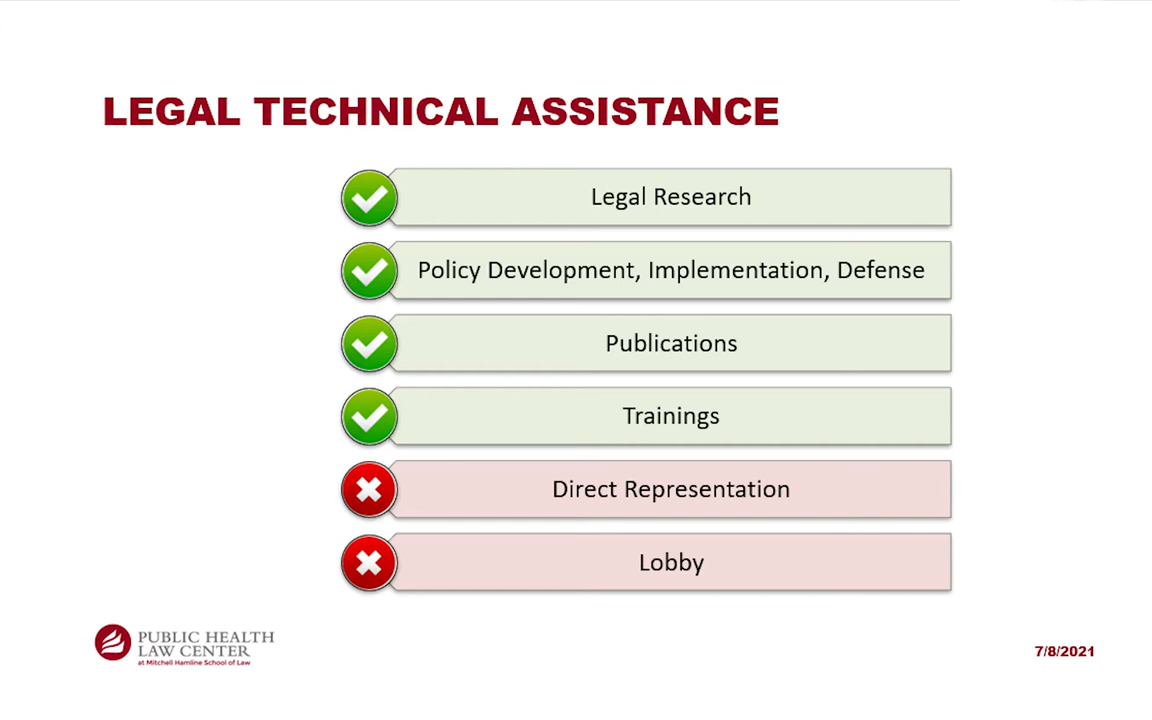 LEGAL TECHNICAL ASSISTANCE
Legal Research
Policy Development, Implementation, Defense
Publications
Trainings
Direct Representation
Lobby
PUBLIC HEALTH
LAW CENTER
at Mitchell Hamline School of Law
7/8/2021